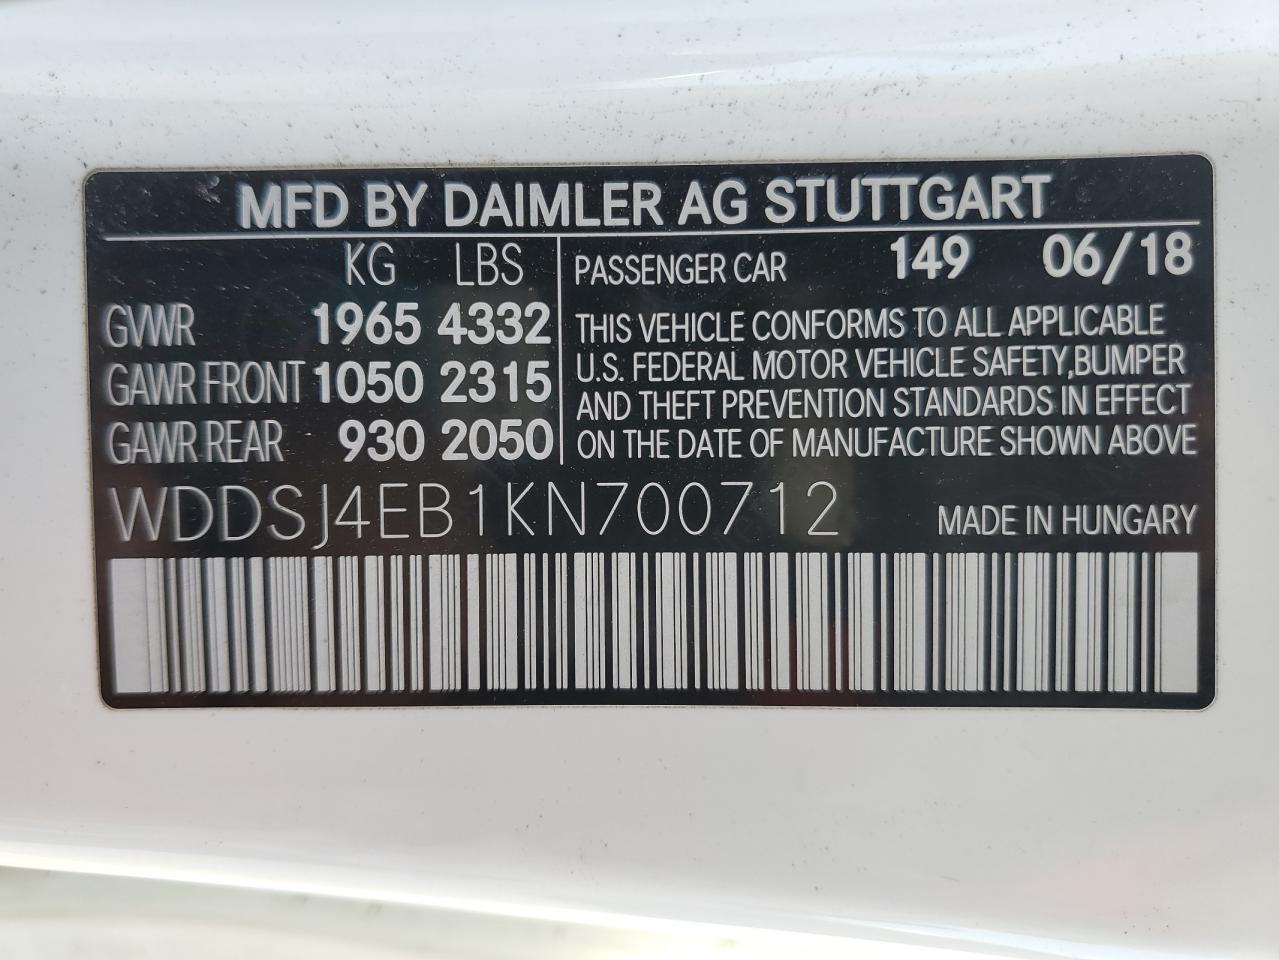 MFD BY DAIMLER AG STUTTGART
KG LBS
GVWR 1965 4332
GAWR FRONT 1050 2315
GAWR REAR 930 2050
PASSENGER CAR 149 06/18
THIS VEHICLE CONFORMS TO ALL APPLICABLE
U.S. FEDERAL MOTOR VEHICLE SAFETY,BUMPER
AND THEFT PREVENTION STANDARDS IN EFFECT
ON THE DATE OF MANUFACTURE SHOWN ABOVE
WDDSJ4EB1KN700712 MADE IN HUNGARY